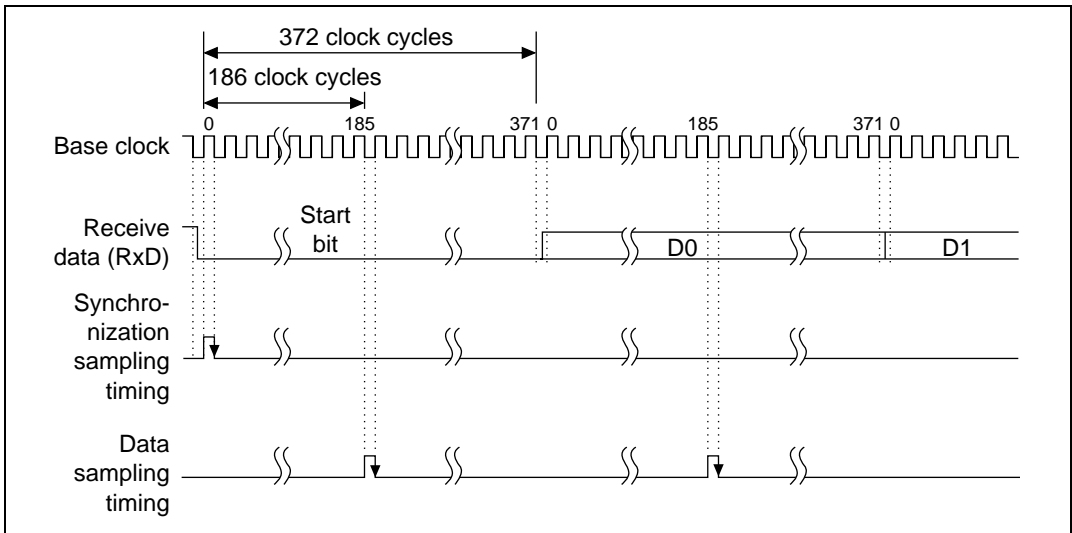 372 clock cycles
186 clock cycles
0 185 371 0 185 371 0
Base clock
Receive
data (RxD)
Start
bit
D0
D1
Synchro-
nization
sampling
timing
Data
sampling
timing